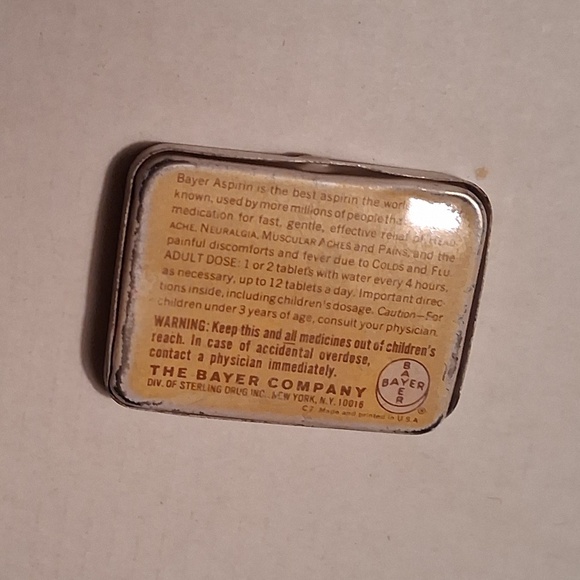 Bayer Aspirin is the best aspirin the world
known, used by more millions of people than
medication for fast, gentle, effective relief of HEAD-
ACHE, NEURALGIA, MUSCULAR ACHES and PAINS, and the
painful discomforts and fever due to COLDS and FLU.
ADULT DOSE: 1 or 2 tablets with water every 4 hours,
as necessary, up to 12 tablets a day. Important direc-
tions inside, including children's dosage. Caution—For
children under 3 years of age, consult your physician.
WARNING: Keep this and all medicines out of children's
reach. In case of accidental overdose,
contact a physician immediately.
THE BAYER COMPANY
DIV. OF STERLING DRUG INC. NEW YORK, N.Y. 10016
C2 Made and printed in U.S.A.
BAYER
BAYER
®